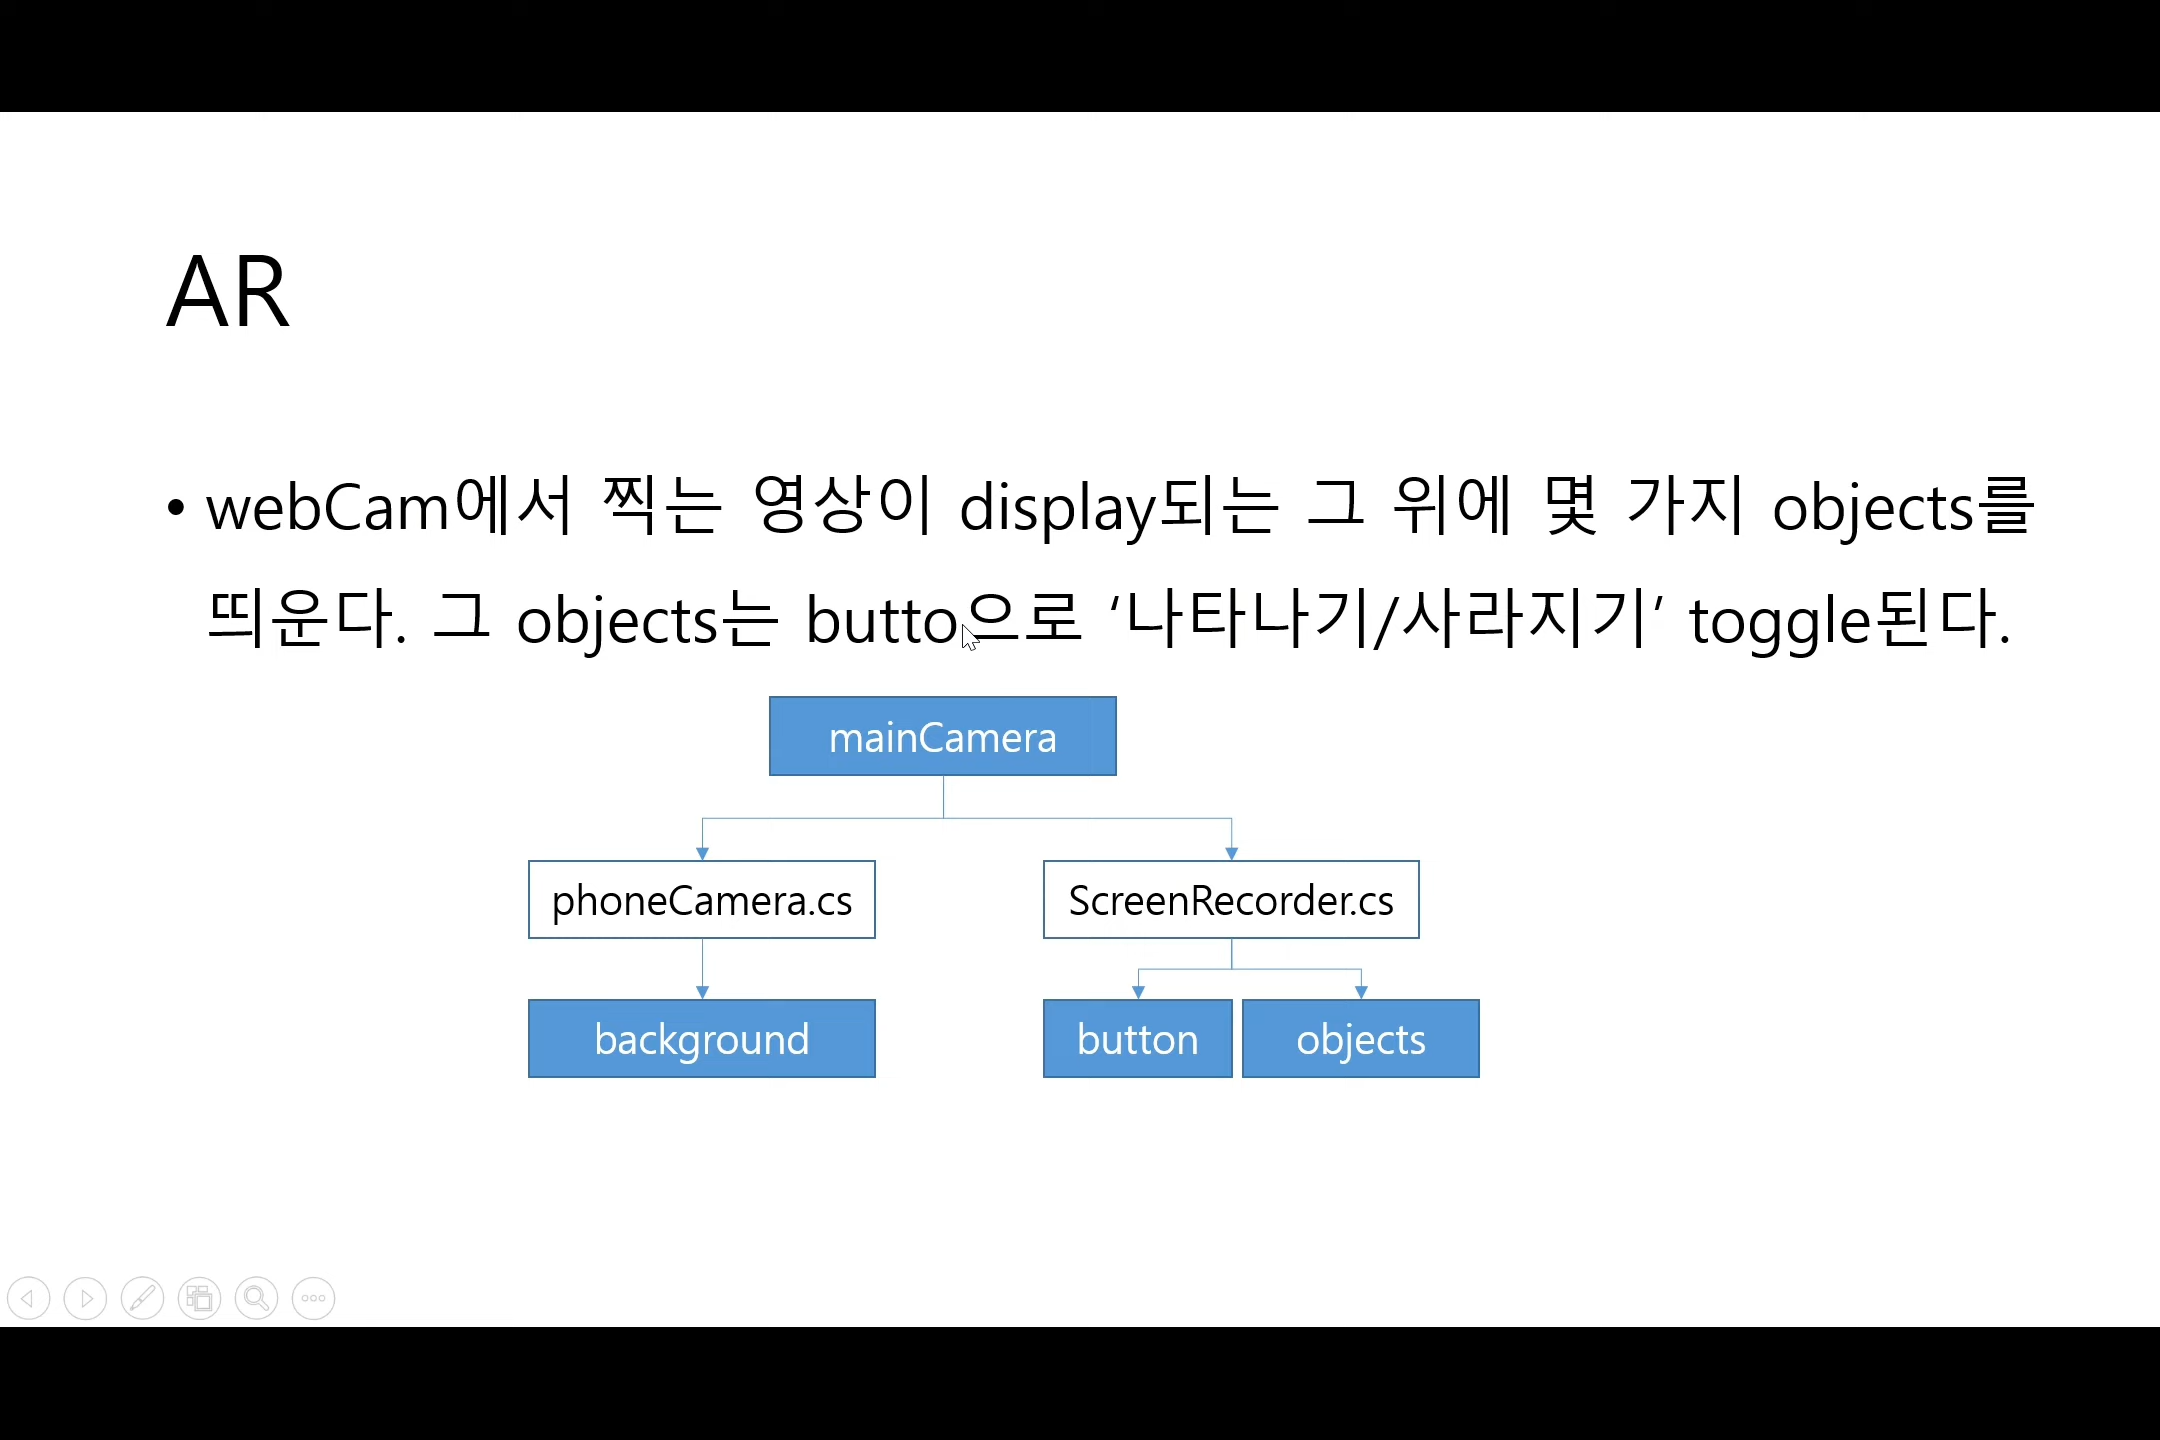 AR
• webCam에서 찍는 영상이 display되는 그 위에 몇 가지 objects를
띄운다. 그 objects는 butto으로 ‘나타나기/사라지기’ toggle된다.
mainCamera
phoneCamera.cs
ScreenRecorder.cs
background
button
objects